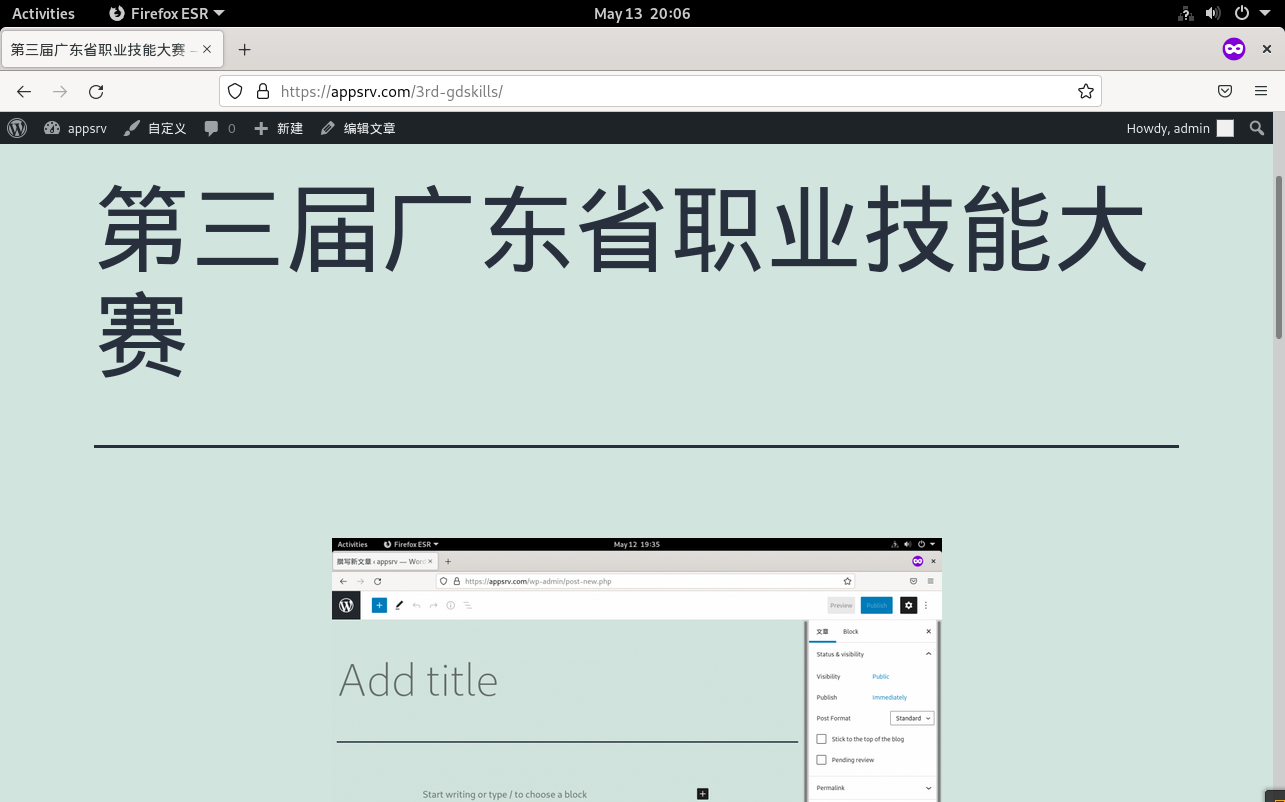 Activities Firefox ESR May 13 20:06
第三届广东省职业技能大赛 –
https://appsrv.com/3rd-gdskills/
appsrv 自定义 0 新建 编辑文章 Howdy, admin
第三届广东省职业技能大
赛
Activities Firefox ESR May 12 19:35
撰写新文章 ‹ appsrv — Word
https://appsrv.com/wp-admin/post-new.php
Preview Publish
文章 Block
Status & visibility
Add title
Visibility Public
Publish Immediately
Post Format Standard
Stick to the top of the blog
Pending review
Permalink
Start writing or type / to choose a block